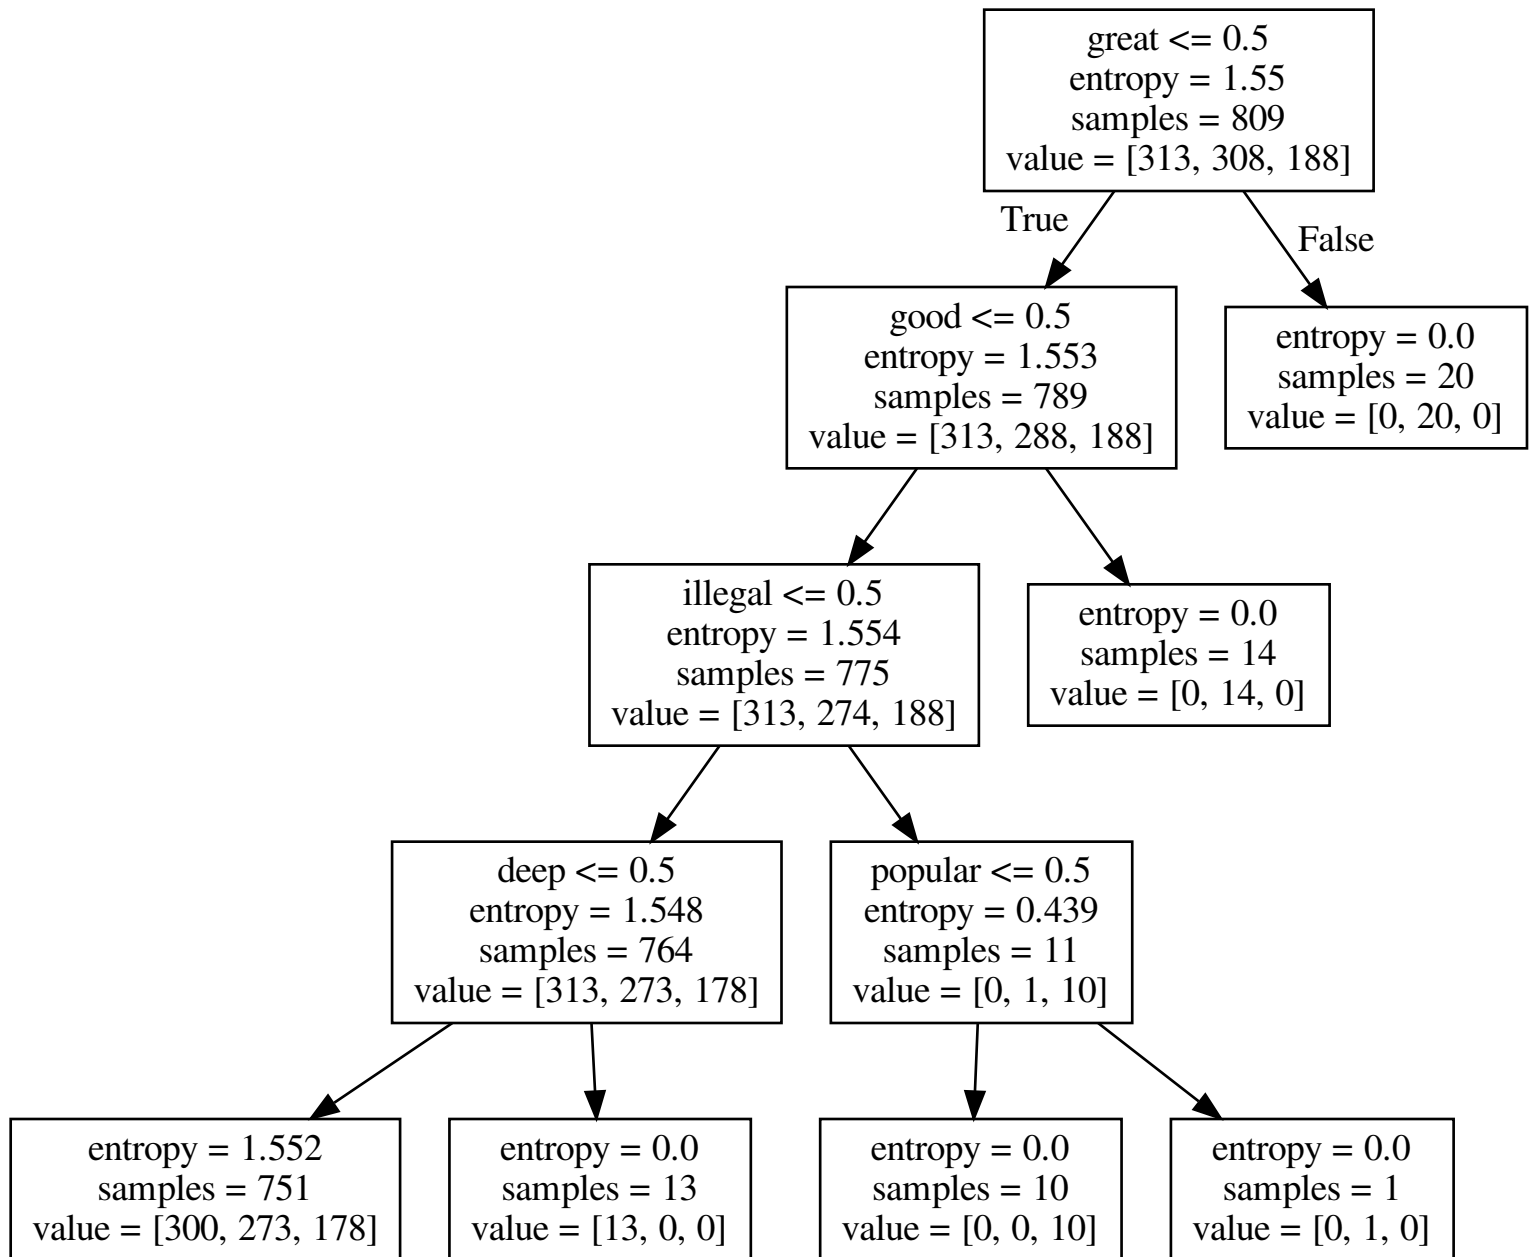 great <= 0.5
entropy = 1.55
samples = 809
value = [313, 308, 188]
True
False
good <= 0.5
entropy = 1.553
samples = 789
value = [313, 288, 188]
entropy = 0.0
samples = 20
value = [0, 20, 0]
illegal <= 0.5
entropy = 1.554
samples = 775
value = [313, 274, 188]
entropy = 0.0
samples = 14
value = [0, 14, 0]
deep <= 0.5
entropy = 1.548
samples = 764
value = [313, 273, 178]
popular <= 0.5
entropy = 0.439
samples = 11
value = [0, 1, 10]
entropy = 1.552
samples = 751
value = [300, 273, 178]
entropy = 0.0
samples = 13
value = [13, 0, 0]
entropy = 0.0
samples = 10
value = [0, 0, 10]
entropy = 0.0
samples = 1
value = [0, 1, 0]